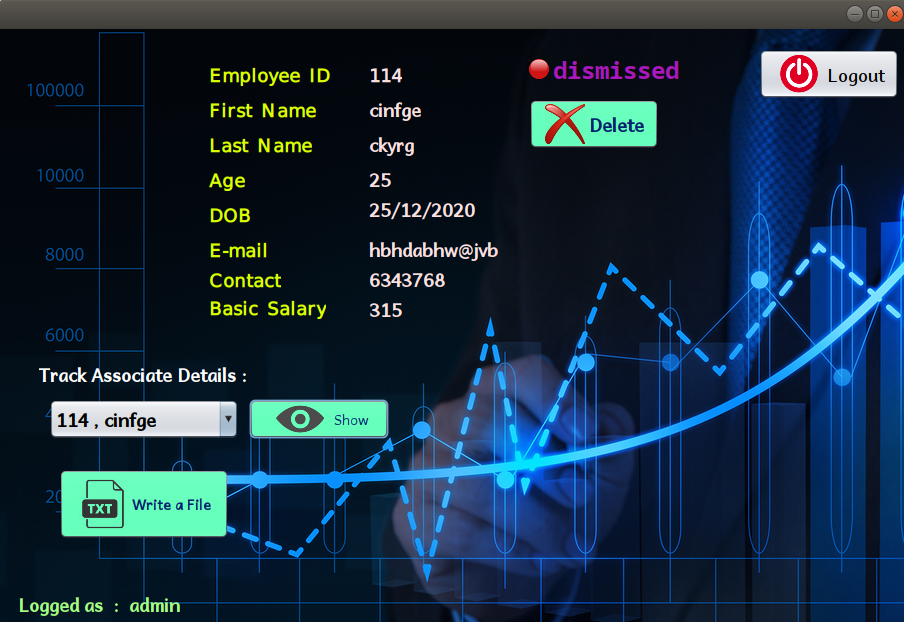 dismissed
Logout
Employee ID 114
First Name cinfge
Delete
Last Name ckyrg
Age 25
DOB 25/12/2020
E-mail hbhdabhw@jvb
Contact 6343768
Basic Salary 315
100000
10000
8000
6000
Track Associate Details :
114 , cinfge
Show
TXT
Write a File
Logged as : admin